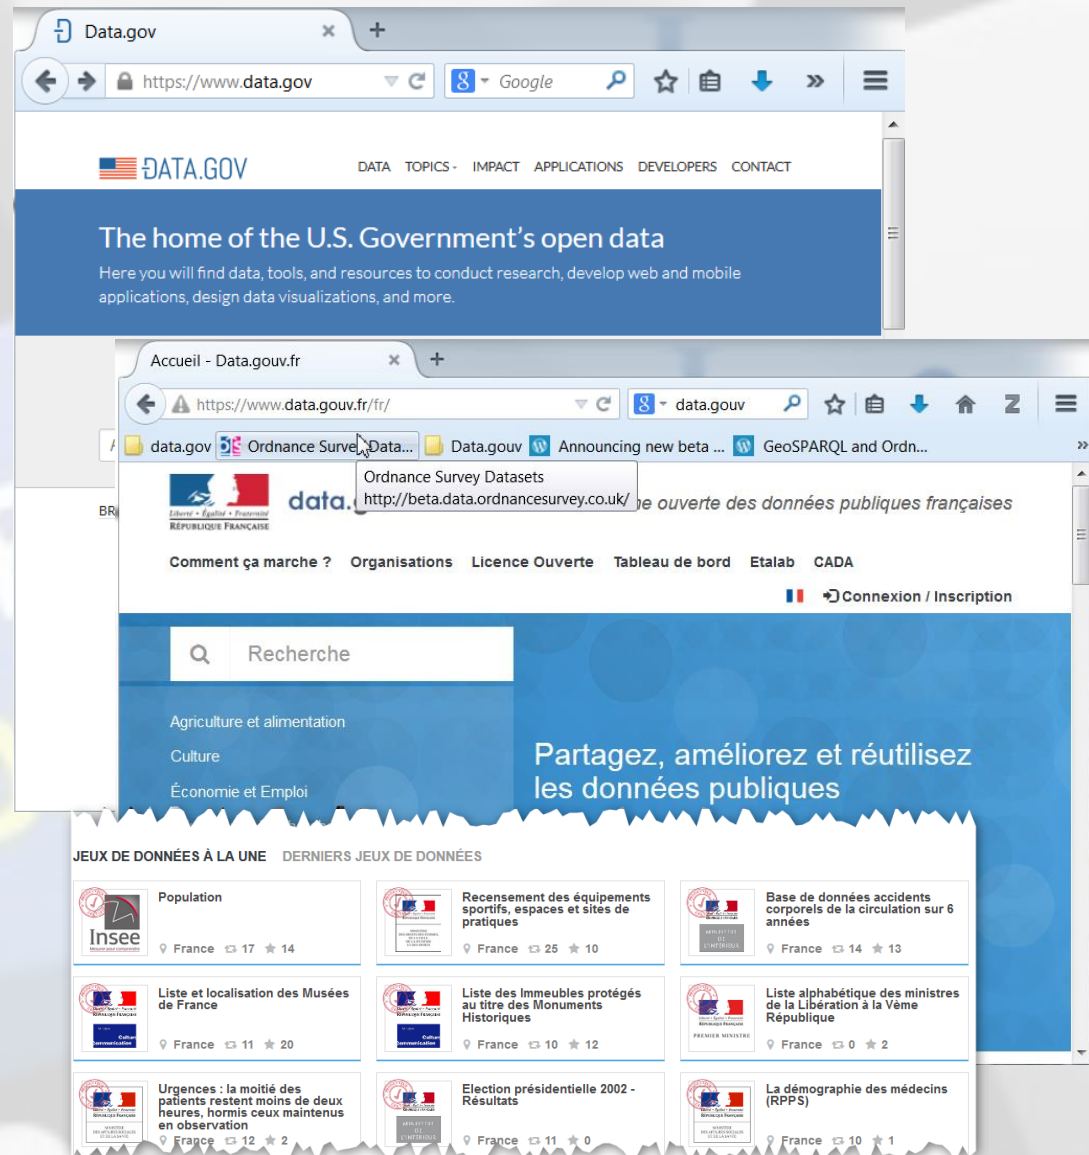 Data.gov
https://www.data.gov
Google
DATA.GOV
DATA TOPICS IMPACT APPLICATIONS DEVELOPERS CONTACT
The home of the U.S. Government’s open data
Here you will find data, tools, and resources to conduct research, develop web and mobile
applications, design data visualizations, and more.
Accueil - Data.gouv.fr
https://www.data.gouv.fr/fr/
data.gouv
data.gov Ordnance Survey Data... Data.gouv Announcing new beta ... GeoSPARQL and Ordn...
Ordnance Survey Datasets
http://beta.data.ordnancesurvey.co.uk/
BR
Liberté • Égalité • Fraternité
RÉPUBLIQUE FRANÇAISE
data.
ne ouverte des données publiques françaises
Comment ça marche ? Organisations Licence Ouverte Tableau de bord Etalab CADA
Connexion / Inscription
Recherche
Agriculture et alimentation
Culture
Économie et Emploi
Partagez, améliorez et réutilisez
les données publiques
JEUX DE DONNÉES À LA UNE DERNIERS JEUX DE DONNÉES
Insee
Population
France 17 14
Recensement des équipements
sportifs, espaces et sites de
pratiques
France 25 10
Base de données accidents
corporels de la circulation sur 6
années
France 14 13
Liste et localisation des Musées
de France
France 11 20
Liste des Immeubles protégés
au titre des Monuments
Historiques
France 10 12
PREMIER MINISTRE
Liste alphabétique des ministres
de la Libération à la Vème
République
France 0 2
Urgences : la moitié des
patients restent moins de deux
heures, hormis ceux maintenus
en observation
France 12 2
Election présidentielle 2002 -
Résultats
France 11 0
La démographie des médecins
(RPPS)
France 10 1